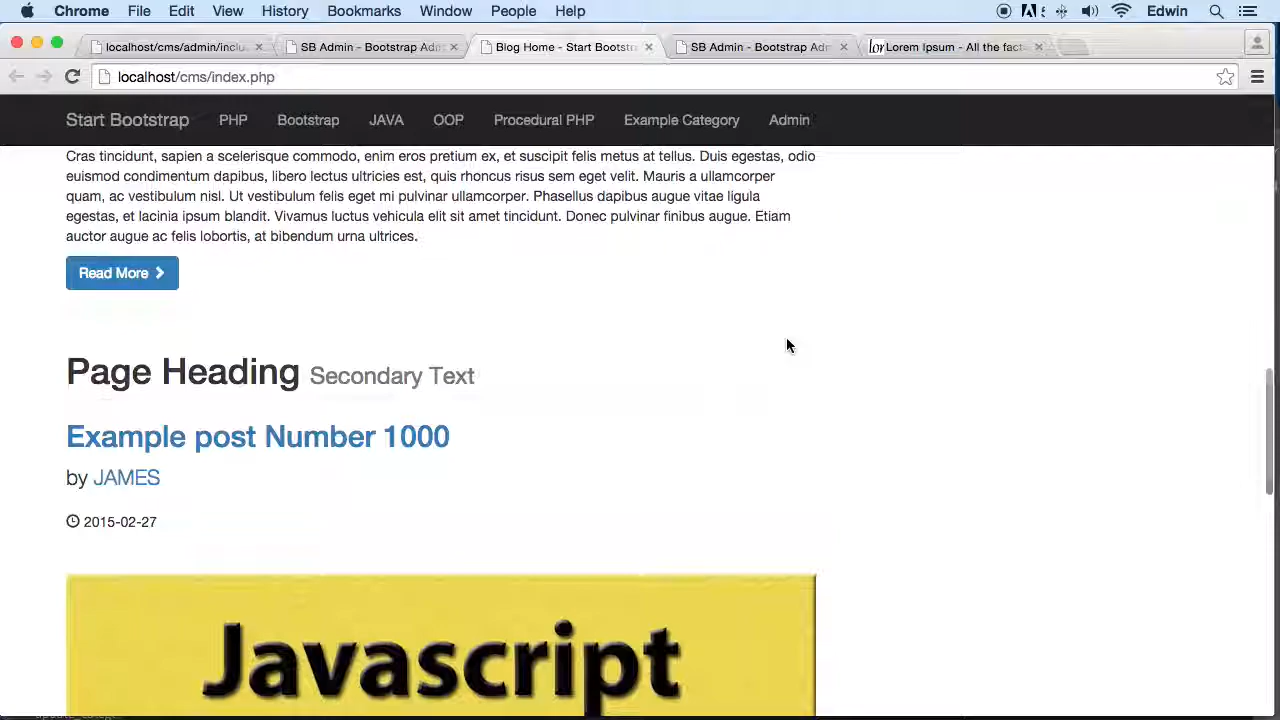 Chrome File Edit View History Bookmarks Window People Help Edwin
localhost/cms/admin/inclu
SB Admin - Bootstrap Adm
Blog Home - Start Bootstra
SB Admin - Bootstrap Adm
Lorem Ipsum - All the fact
localhost/cms/index.php
Start Bootstrap PHP Bootstrap JAVA OOP Procedural PHP Example Category Admin
Cras tincidunt, sapien a scelerisque commodo, enim eros pretium ex, et suscipit felis metus at tellus. Duis egestas, odio
euismod condimentum dapibus, libero lectus ultricies est, quis rhoncus risus sem eget velit. Mauris a ullamcorper
quam, ac vestibulum nisl. Ut vestibulum felis eget mi pulvinar ullamcorper. Phasellus dapibus augue vitae ligula
egestas, et lacinia ipsum blandit. Vivamus luctus vehicula elit sit amet tincidunt. Donec pulvinar finibus augue. Etiam
auctor augue ac felis lobortis, at bibendum urna ultrices.
Read More
Page Heading Secondary Text
Example post Number 1000
by JAMES
2015-02-27
Javascript